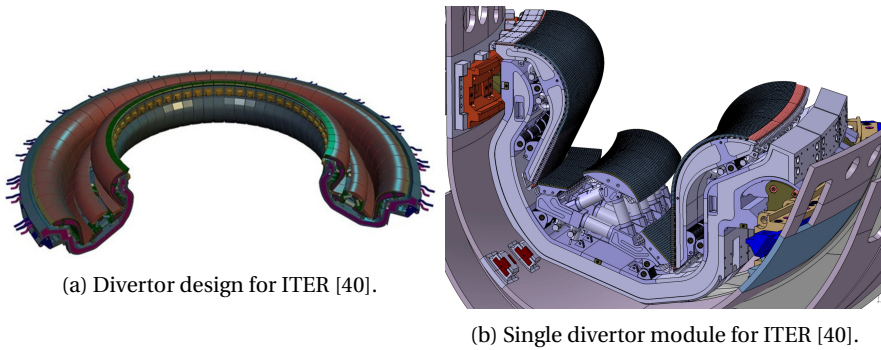 (a) Divertor design for ITER [40].
(b) Single divertor module for ITER [40].